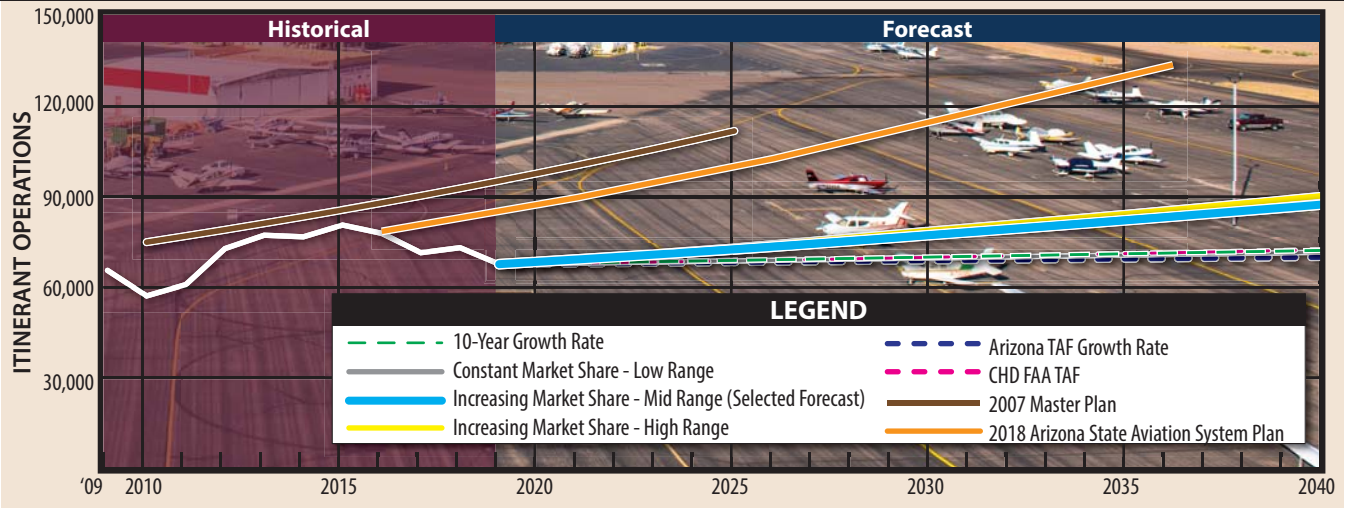 150,000
Historical
Forecast
120,000
90,000
60,000
30,000
ITINERANT OPERATIONS
LEGEND
10-Year Growth Rate
Constant Market Share - Low Range
Increasing Market Share - Mid Range (Selected Forecast)
Increasing Market Share - High Range
Arizona TAF Growth Rate
CHD FAA TAF
2007 Master Plan
2018 Arizona State Aviation System Plan
‘09 2010 2015 2020 2025 2030 2035 2040